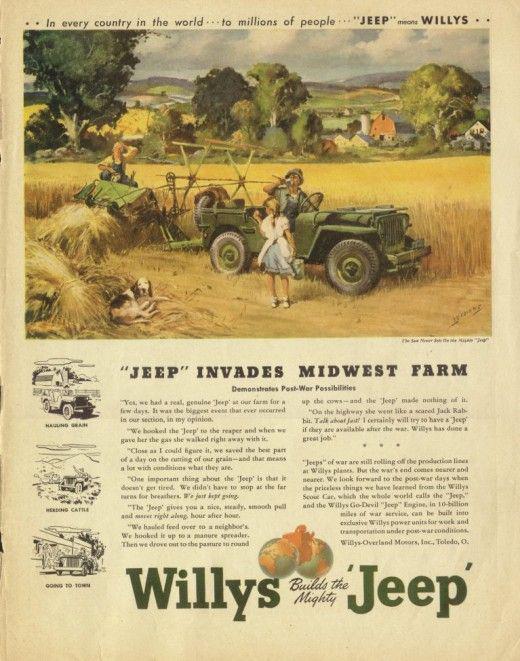 • • In every country in the world ··· to millions of people ··· "JEEP" means WILLYS • •
The Sun Never Sets On the Mighty "Jeep"
"JEEP" INVADES MIDWEST FARM
Demonstrates Post-War Possibilities
HAULING GRAIN
HERDING CATTLE
GOING TO TOWN
"Yes, we had a real, genuine 'Jeep' at our farm for a
few days. It was the biggest event that ever occurred
in our section, in my opinion.
"We hooked the 'Jeep' to the reaper and when we
gave her the gas she walked right away with it.
"Close as I could figure it, we saved the best part
of a day on the cutting of our grain—and that means
a lot with conditions what they are.
"One important thing about the 'Jeep' is that it
doesn't get tired. We didn't have to stop at the far
turns for breathers. We just kept going.
"The 'Jeep' gives you a nice, steady, smooth pull
and moves right along, hour after hour.
"We hauled feed over to a neighbor's.
We hooked it up to a manure spreader.
Then we drove out to the pasture to round
up the cows—and the 'Jeep' made nothing of it.
"On the highway she went like a scared Jack Rab-
bit. Talk about fast! I certainly will try to have a 'Jeep'
if they are available after the war. Willys has done a
great job."
* * *
"Jeeps" of war are still rolling off the production lines
at Willys plants. But the war's end comes nearer and
nearer. We look forward to the post-war days when
the priceless things we have learned from the Willys
Scout Car, which the whole world calls the "Jeep,"
and the Willys Go-Devil "Jeep" Engine, in 10-billion
miles of war service, can be built into
exclusive Willys power units for work and
transportation under post-war conditions.
Willys-Overland Motors, Inc., Toledo, O.
Willys Builds the Mighty 'Jeep'